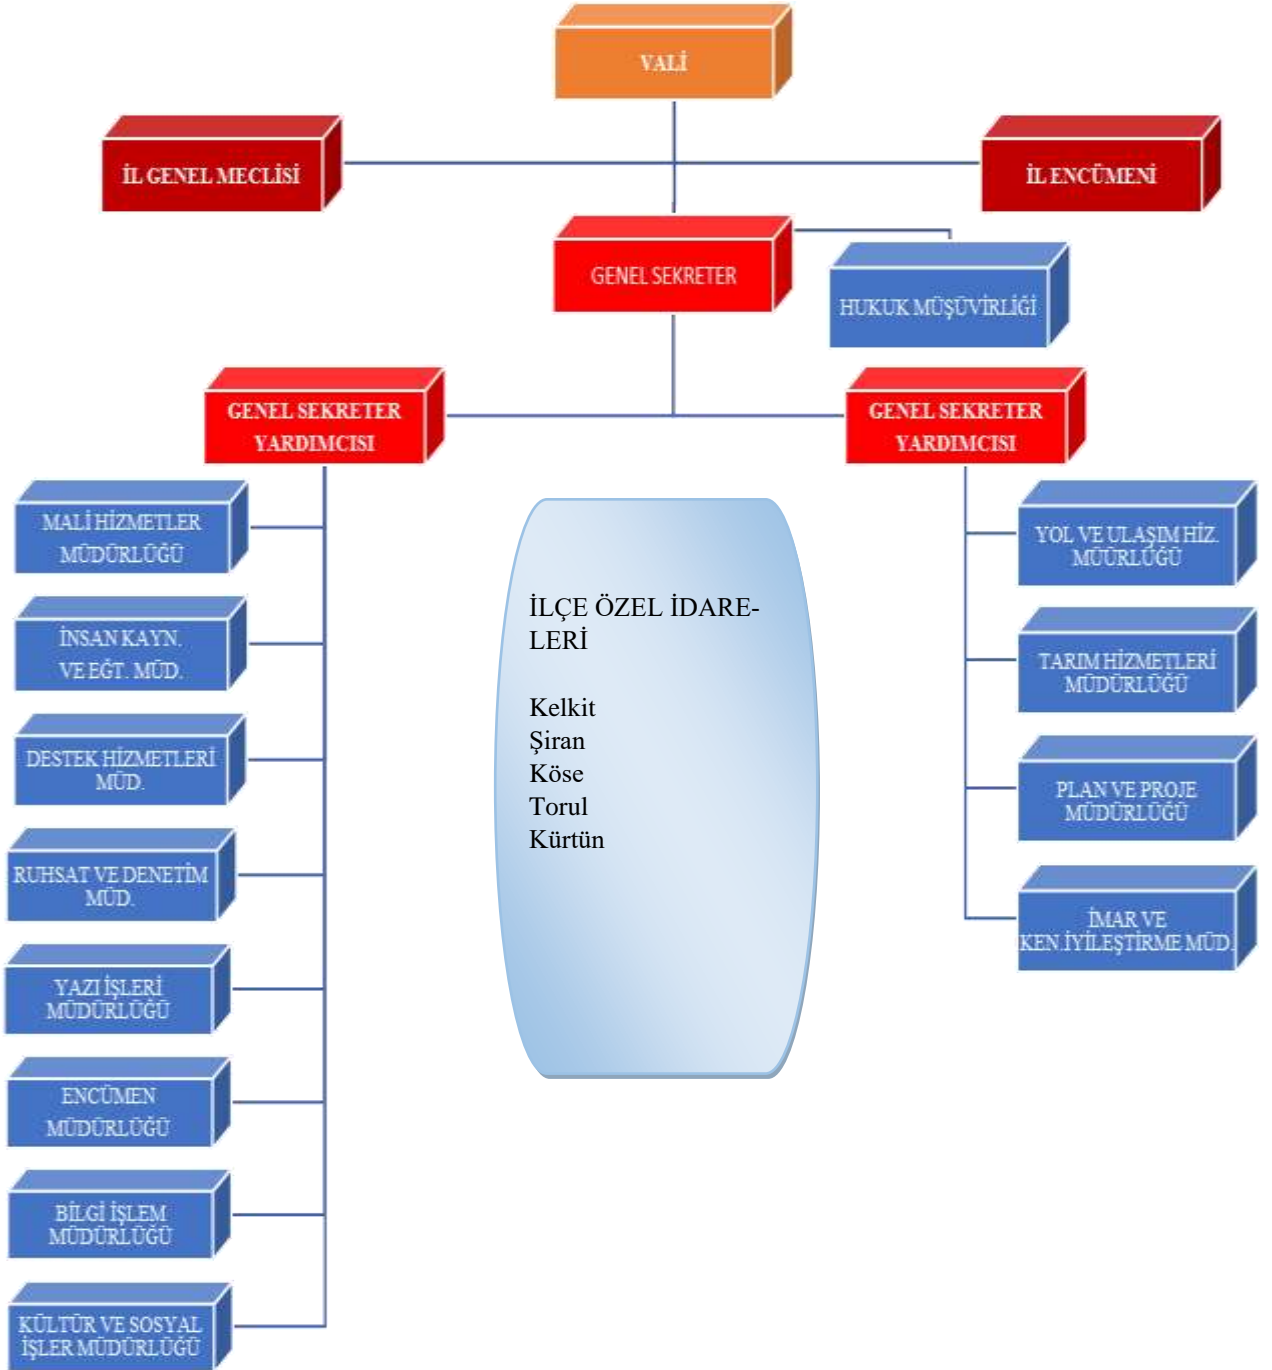 VALİ
İL GENEL MECLİSİ
İL ENCÜMENİ
GENEL SEKRETER
HUKUK MÜŞÜVİRLİĞİ
GENEL SEKRETER
YARDIMCISI
GENEL SEKRETER
YARDIMCISI
MALİ HİZMETLER
MÜDÜRLÜĞÜ
İNSAN KAYN.
VE EĞT. MÜD.
DESTEK HİZMETLERİ
MÜD.
RUHSAT VE DENETİM
MÜD.
YAZI İŞLERİ
MÜDÜRLÜĞÜ
ENCÜMEN
MÜDÜRLÜĞÜ
BİLGİ İŞLEM
MÜDÜRLÜĞÜ
KÜLTÜR VE SOSYAL
İŞLER MÜDÜRLÜĞÜ
İLÇE ÖZEL İDARE-
LERİ
Kelkit
Şiran
Köse
Torul
Kürtün
YOL VE ULAŞIM HİZ.
MÜÜRLÜĞÜ
TARIM HİZMETLERİ
MÜDÜRLÜĞÜ
PLAN VE PROJE
MÜDÜRLÜĞÜ
İMAR VE
KEN.İYİLEŞTİRME MÜD.